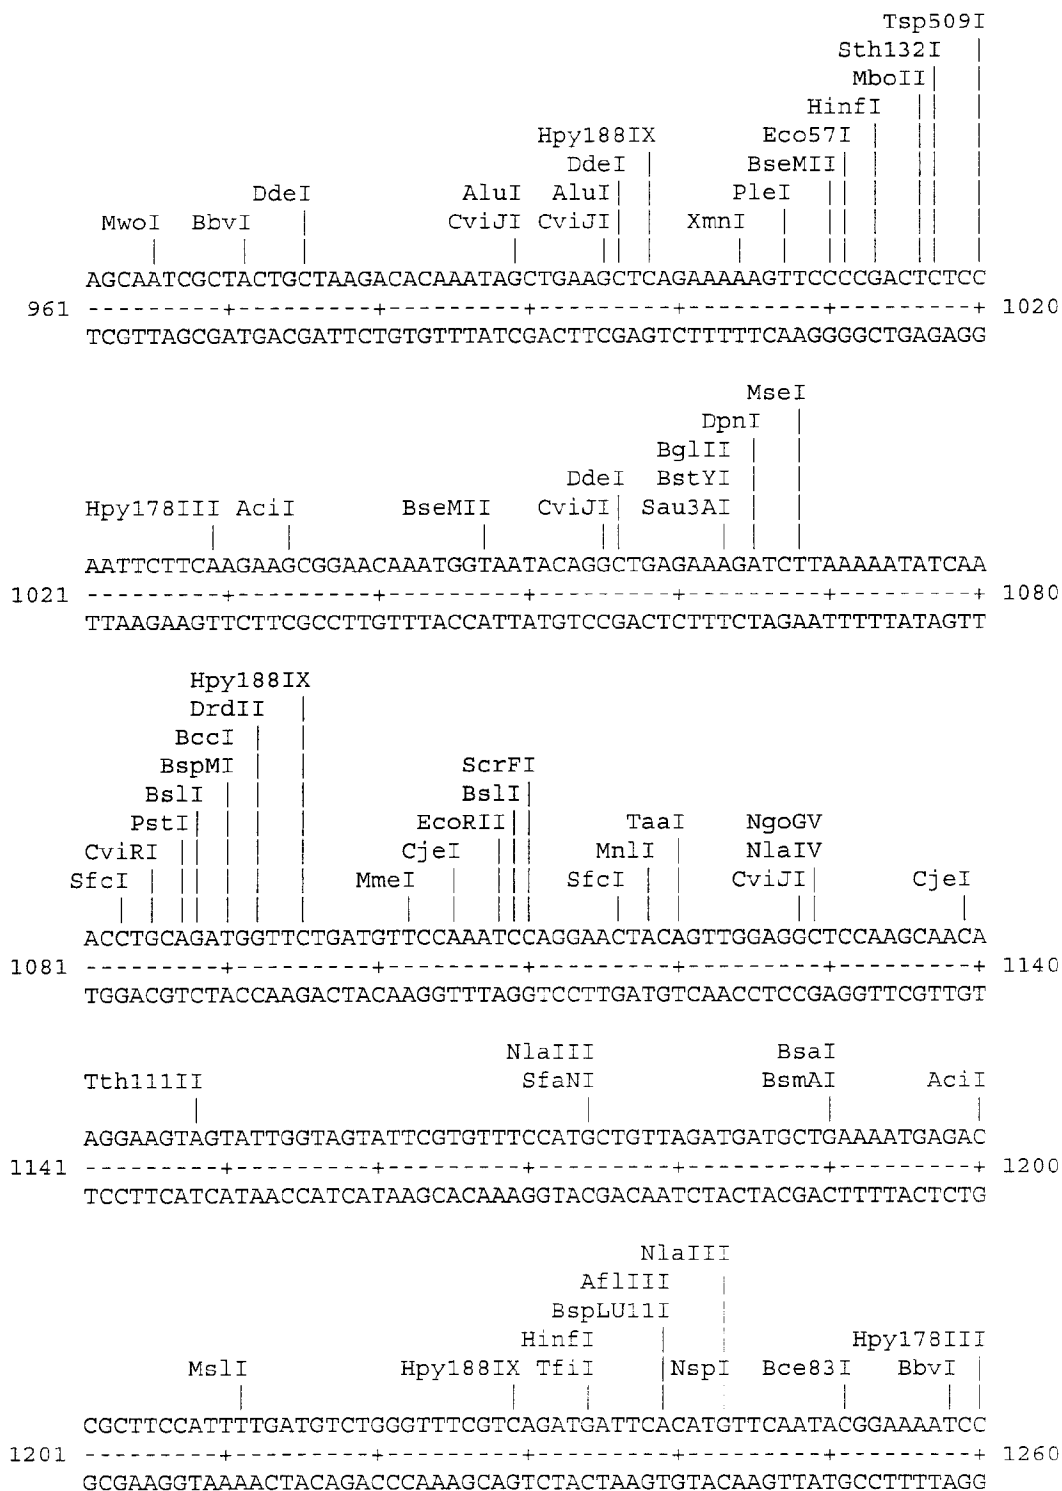 Tsp509I
Sth132I |
MboII| |
HinfI || |
Hpy188IX Eco57I | || |
DdeI | BseMII| | || |
DdeI AluI AluI| | PleI || | || |
MwoI BbvI | CviJI CviJI| | XmnI | || | || |
| | | | || | | | || | || |
AGCAATCGCTACTGCTAAGACACAAATAGCTGAAGCTCAGAAAAAGTTCCCCGACTCTCC
961 ---------+---------+---------+---------+---------+---------+ 1020
TCGTTAGCGATGACGATTCTGTGTTTATCGACTTCGAGTCTTTTTCAAGGGGCTGAGAGG
MseI
DpnI |
BglII | |
DdeI BstYI | |
Hpy178III AciI BseMII CviJI| Sau3AI | |
| | | || | | |
AATTCTTCAAGAAGCGGAACAAATGGTAATACAGGCTGAGAAAGATCTTAAAAATATCAA
1021 ---------+---------+---------+---------+---------+---------+ 1080
TTAAGAAGTTCTTCGCCTTGTTTACCATTATGTCCGACTCTTTCTAGAATTTTTATAGTT
Hpy188IX
DrdII |
BccI | |
BspMI | | ScrFI
BslI | | | BslI|
PstI| | | | EcoRII|| TaaI NgoGV
CviRI || | | | CjeI ||| MnlI | NlaIV
SfcI | || | | | MmeI | ||| SfcI | | CviJI| CjeI
| | || | | | | | ||| | | | || |
ACCTGCAGATGGTTCTGATGTTCCAAATCCAGGAACTACAGTTGGAGGCTCCAAGCAACA
1081 ---------+---------+---------+---------+---------+---------+ 1140
TGGACGTCTACCAAGACTACAAGGTTTAGGTCCTTGATGTCAACCTCCGAGGTTCGTTGT
NlaIII BsaI
Tth111II SfaNI BsmAI AciI
| | | |
AGGAAGTAGTATTGGTAGTATTCGTGTTTCCATGCTGTTAGATGATGCTGAAAATGAGAC
1141 ---------+---------+---------+---------+---------+---------+ 1200
TCCTTCATCATAACCATCATAAGCACAAAGGTACGACAATCTACTACGACTTTTACTCTG
NlaIII
AflIII |
BspLU11I |
HinfI | | Hpy178III
MslI Hpy188IX TfiI |NspI| Bce83I BbvI |
| | | | | | | |
CGCTTCCATTTTGATGTCTGGGTTTCGTCAGATGATTCACATGTTCAATACGGAAAATCC
1201 ---------+---------+---------+---------+---------+---------+ 1260
GCGAAGGTAAAACTACAGACCCAAAGCAGTCTACTAAGTGTACAAGTTATGCCTTTTAGG